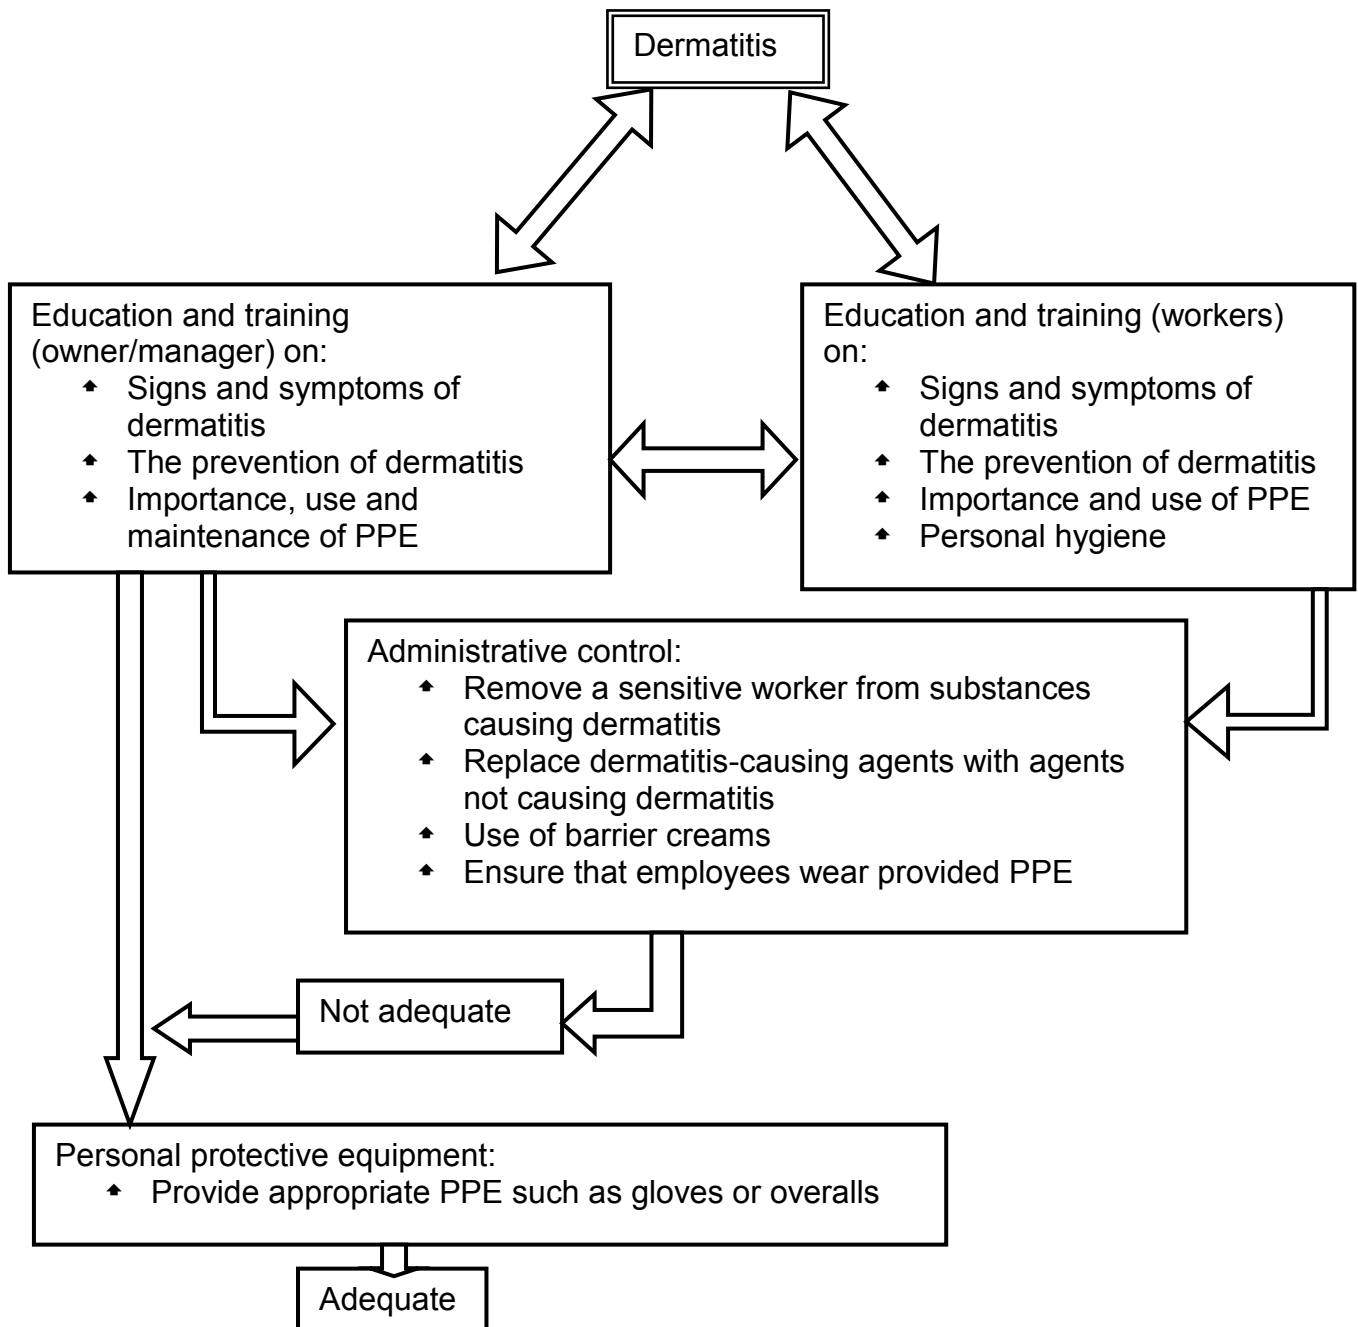 Dermatitis
Education and training
(owner/manager) on:
Signs and symptoms of
dermatitis
The prevention of dermatitis
Importance, use and
maintenance of PPE
Education and training (workers)
on:
Signs and symptoms of
dermatitis
The prevention of dermatitis
Importance and use of PPE
Personal hygiene
Administrative control:
Remove a sensitive worker from substances
causing dermatitis
Replace dermatitis-causing agents with agents
not causing dermatitis
Use of barrier creams
Ensure that employees wear provided PPE
Not adequate
Personal protective equipment:
Provide appropriate PPE such as gloves or overalls
Adequate